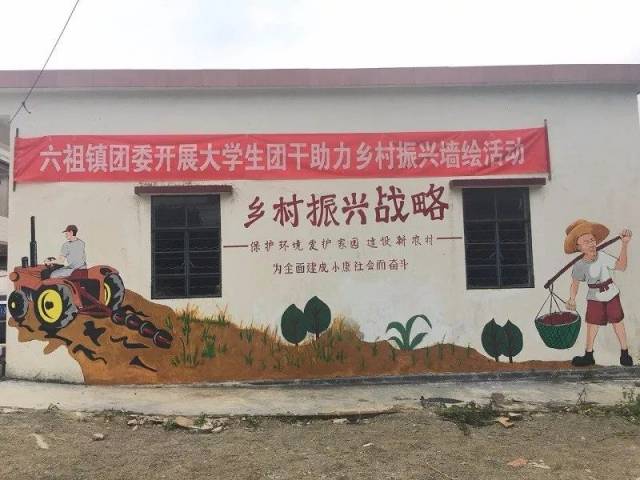 六祖镇团委开展大学生团干助力乡村振兴墙绘活动
乡村振兴战略
保护环境 爱护家园 建设新农村
为全面建成小康社会而奋斗